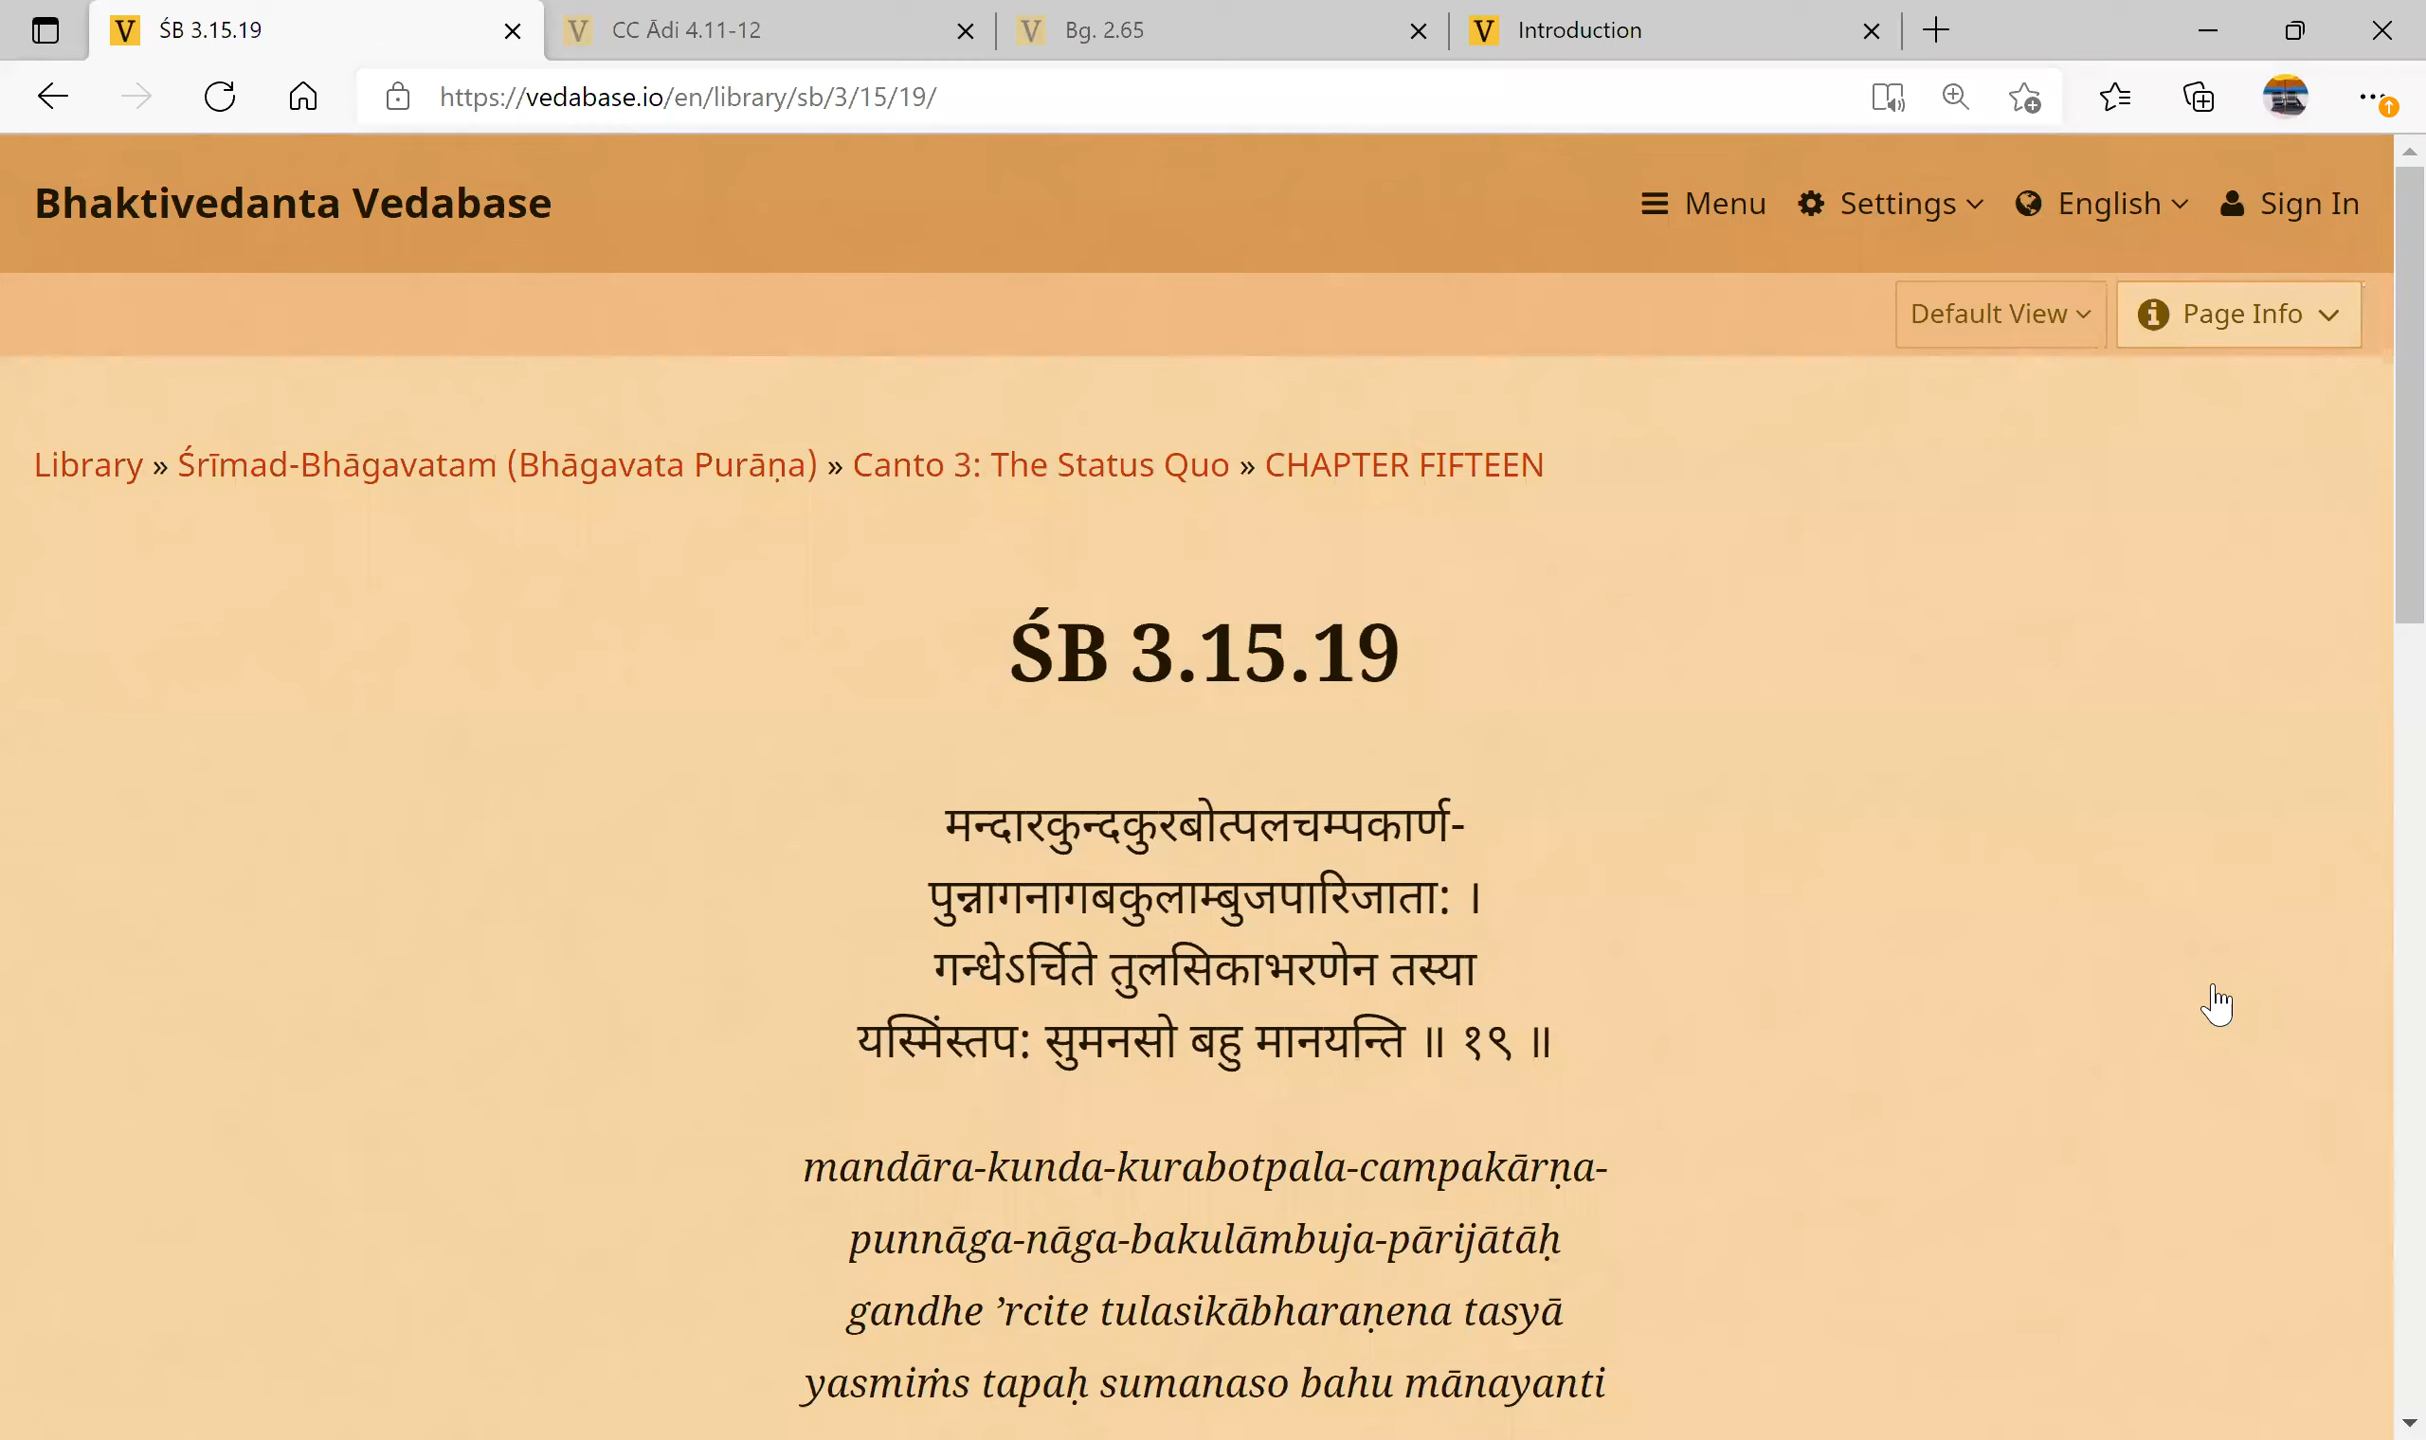 ŚB 3.15.19
CC Ādi 4.11-12
Bg. 2.65
Introduction
https://vedabase.io/en/library/sb/3/15/19/
Bhaktivedanta Vedabase
Menu
Settings
English
Sign In
Default View
Page Info
Library » Śrīmad-Bhāgavatam (Bhāgavata Purāṇa) » Canto 3: The Status Quo » CHAPTER FIFTEEN
ŚB 3.15.19
मन्दारकुन्दकुरबोत्पलचम्पकार्ण-
पुन्नागनागबकुलाम्बुजपारिजाता: ।
गन्धेऽर्चिते तुलसिकाभरणेन तस्या
यस्मिंस्तप: सुमनसो बहु मानयन्ति ॥ १९ ॥
mandāra-kunda-kurabotpala-campakārṇa-
punnāga-nāga-bakulāmbuja-pārijātāḥ
gandhe ’rcite tulasikābharaṇena tasyā
yasmiṁs tapaḥ sumanaso bahu mānayanti